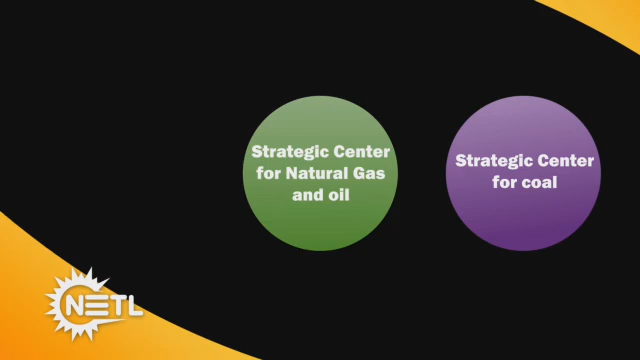 Strategic Center
for Natural Gas
and oil
Strategic Center
for coal
NETL